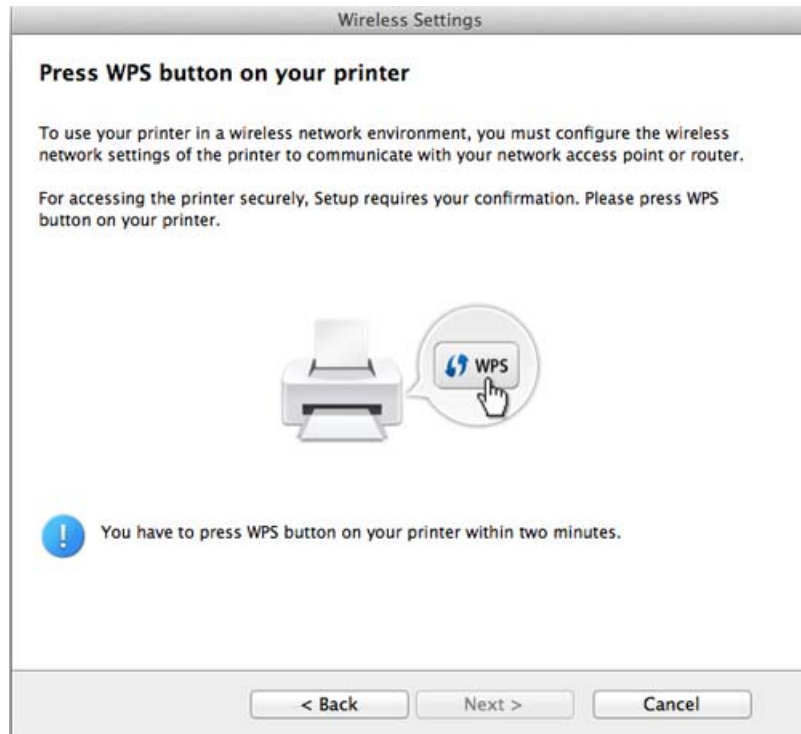 Wireless Settings
Press WPS button on your printer
To use your printer in a wireless network environment, you must configure the wireless
network settings of the printer to communicate with your network access point or router.
For accessing the printer securely, Setup requires your confirmation. Please press WPS
button on your printer.
WPS
You have to press WPS button on your printer within two minutes.
< Back
Next >
Cancel